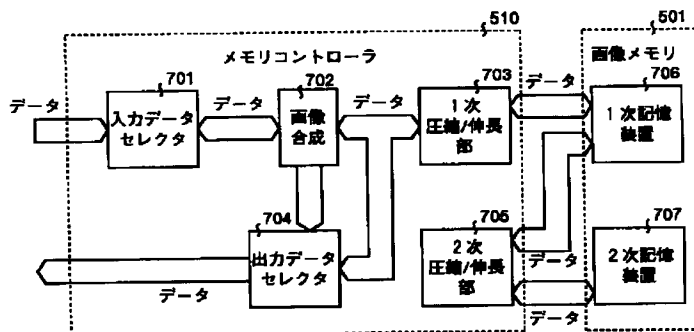 510
501
メモリコントローラ
画像メモリ
701
702
703
706
データ
入力データ
セレクタ
データ
画像
合成
データ
1次
圧縮/伸長
部
データ
1次記憶
装置
704
705
707
出力データ
セレクタ
データ
2次
圧縮/伸長
部
データ
データ
2次記憶
装置